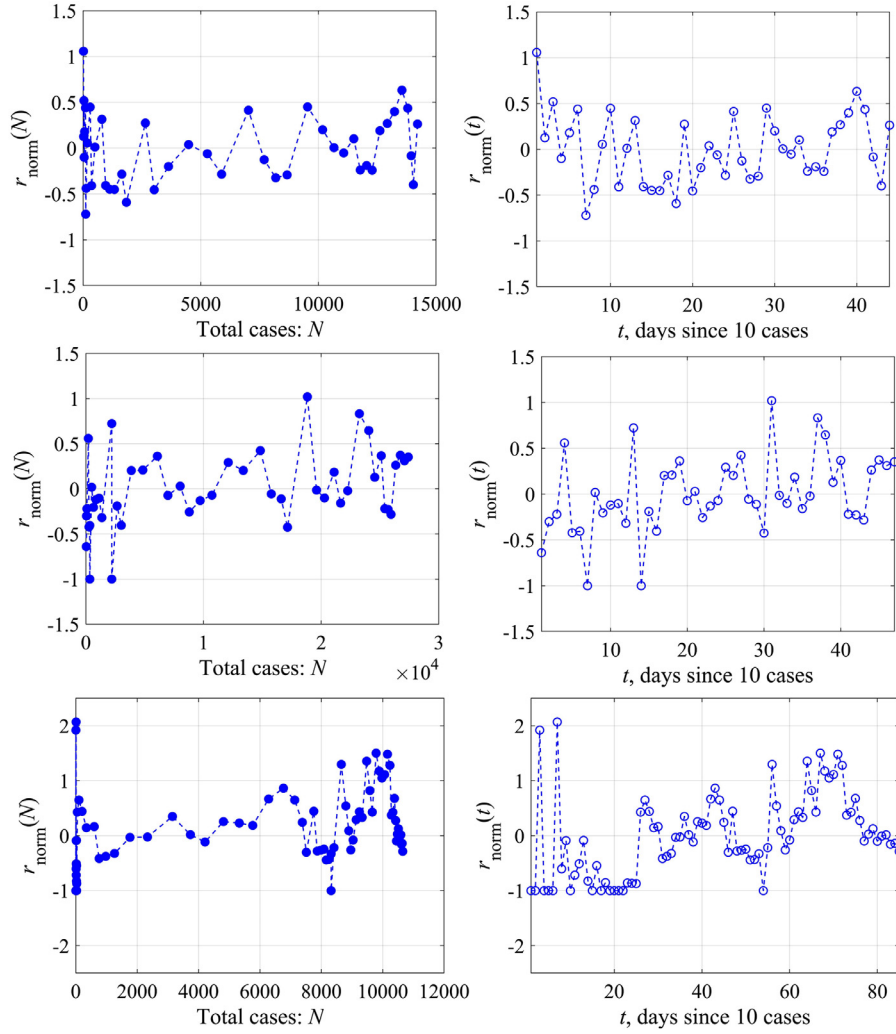 1.5
1
0.5
0
-0.5
-1
-1.5
r_norm(N)
0 5000 10000 15000
Total cases: N
1.5
1
0.5
0
-0.5
-1
-1.5
r_norm(t)
10 20 30 40
t, days since 10 cases
1.5
1
0.5
0
-0.5
-1
-1.5
r_norm(N)
0 1 2 3
Total cases: N
×10^4
1.5
1
0.5
0
-0.5
-1
-1.5
r_norm(t)
10 20 30 40
t, days since 10 cases
2
1
0
-1
-2
r_norm(N)
0 2000 4000 6000 8000 10000 12000
Total cases: N
2
1
0
-1
-2
r_norm(t)
20 40 60 80
t, days since 10 cases